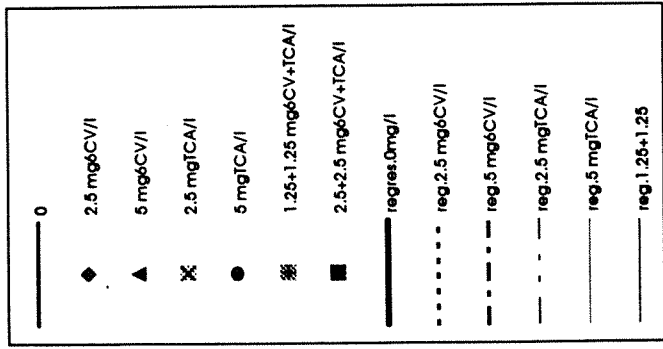 0
2.5 mg6CV/l
5 mg6CV/l
2.5 mgTCA/l
5 mgTCA/l
1.25+1.25 mg6CV+TCA/l
2.5+2.5 mg6CV+TCA/l
regres.0mg/l
reg.2.5 mg6CV/l
reg.5 mg6CV/l
reg.2.5 mgTCA/l
reg.5 mgTCA/l
reg.1.25+1.25